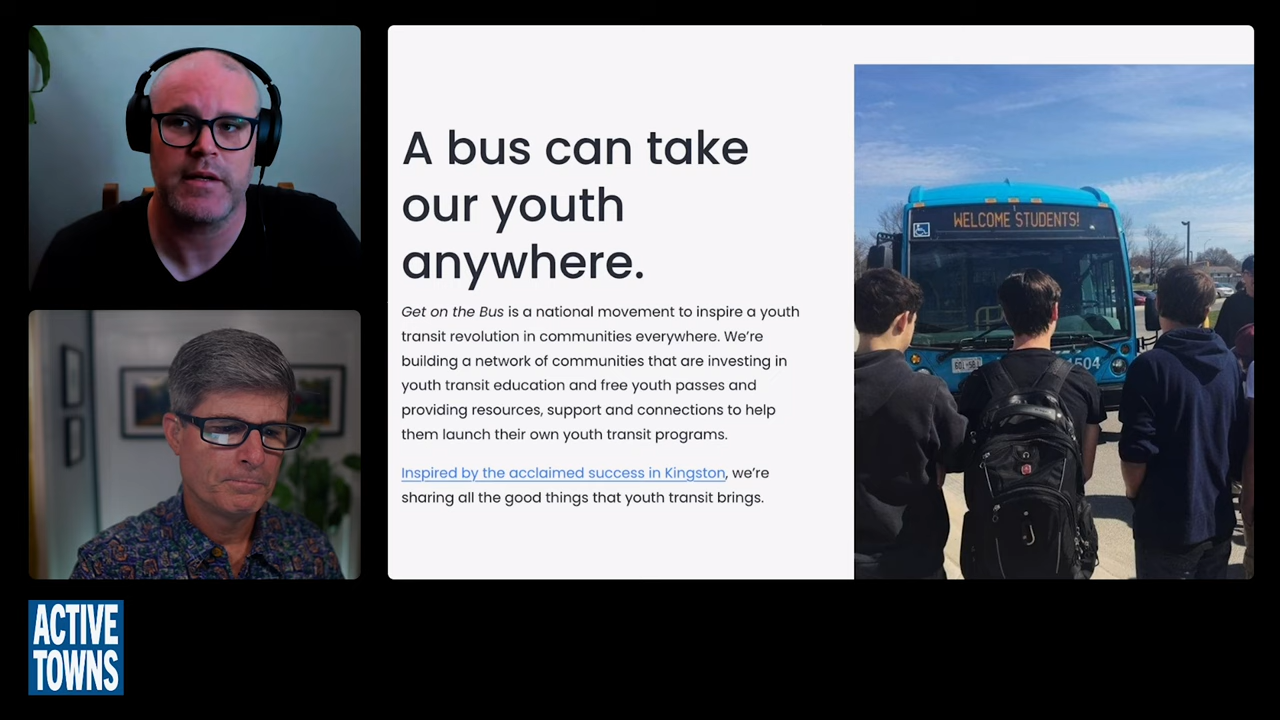 A bus can take
our youth
anywhere.
Get on the Bus is a national movement to inspire a youth
transit revolution in communities everywhere. We're
building a network of communities that are investing in
youth transit education and free youth passes and
providing resources, support and connections to help
them launch their own youth transit programs.
Inspired by the acclaimed success in Kingston, we're
sharing all the good things that youth transit brings.
WELCOME STUDENTS!
ACTIVE
TOWNS